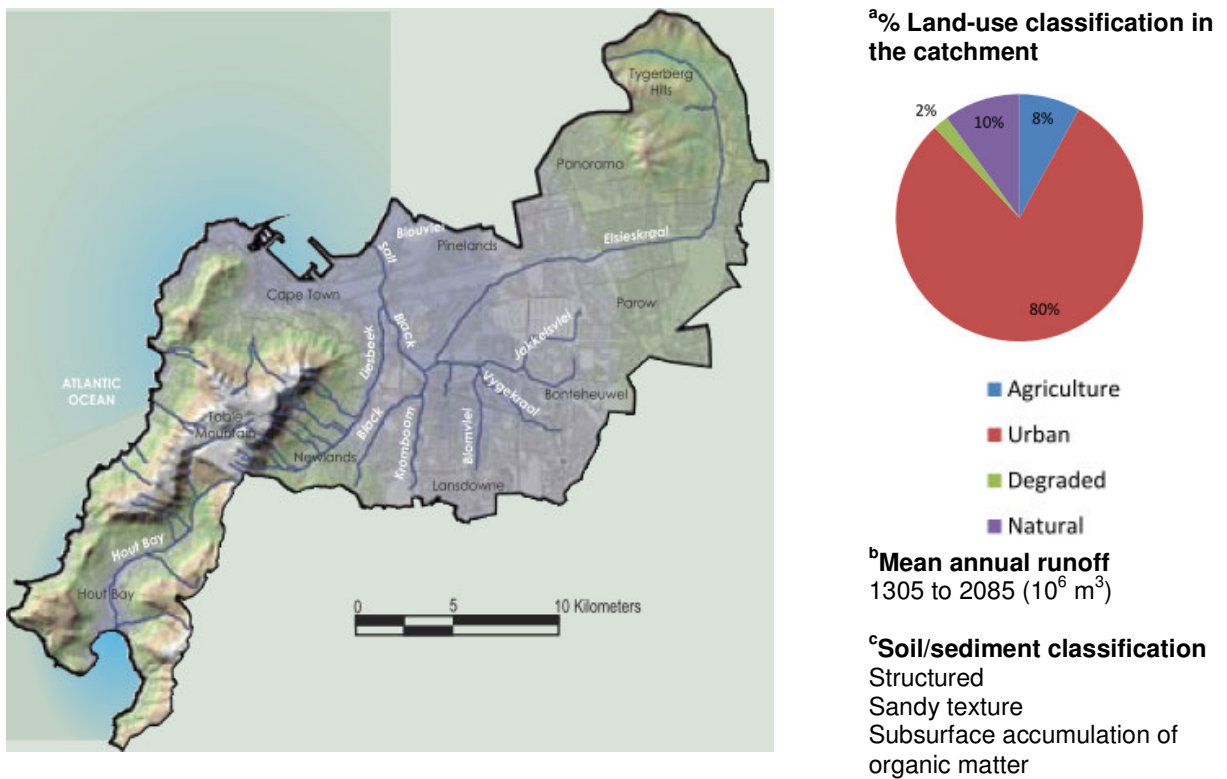 Tygerberg
Hills
Panorama
Blouvlei
Pinelands
Elsieskraal
Salt
Cape Town
Parow
Black
Liesbeek
Jakkelsvlei
ATLANTIC
OCEAN
Vygekraal
Bonteheuwel
Table
Mountain
Black
Kromboom
Blomvlei
Newlands
Lansdowne
Hout Bay
Hout Bay
0 5 10 Kilometers
a% Land-use classification in
the catchment
2%
10%
8%
80%
Agriculture
Urban
Degraded
Natural
bMean annual runoff
1305 to 2085 (10⁶ m³)
cSoil/sediment classification
Structured
Sandy texture
Subsurface accumulation of
organic matter